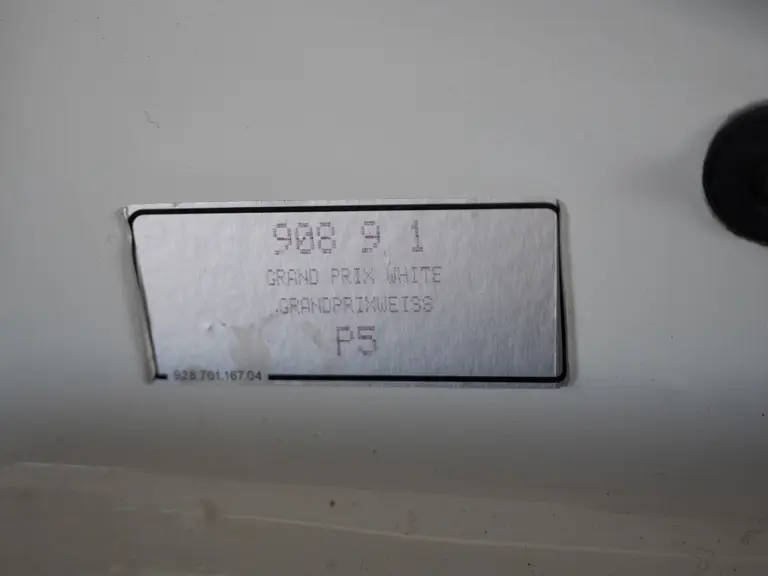 908 9 1
GRAND PRIX WHITE
GRANDPRIXWEISS
P5
928.701.167.04